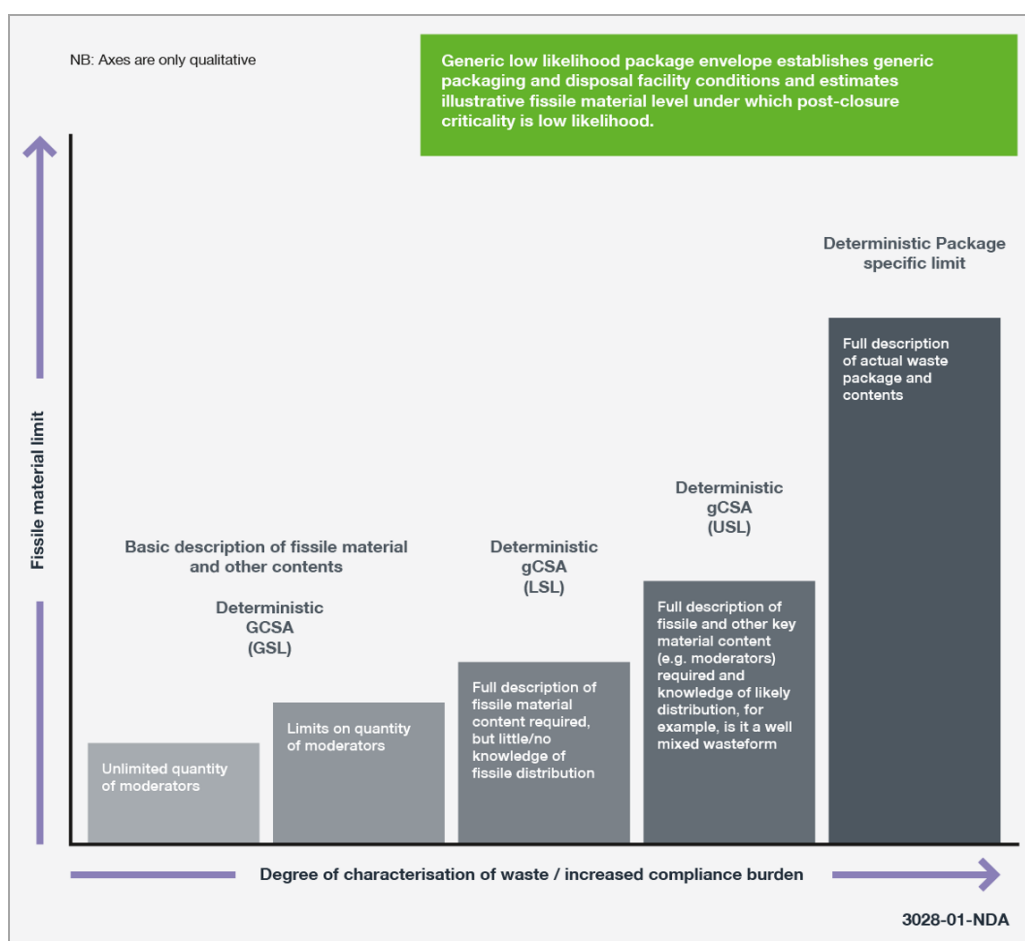 NB: Axes are only qualitative
Generic low likelihood package envelope establishes generic
packaging and disposal facility conditions and estimates
illustrative fissile material level under which post-closure
criticality is low likelihood.
Fissile material limit
Basic description of fissile material
and other contents
Deterministic
GCSA
(GSL)
Unlimited quantity
of moderators
Limits on quantity
of moderators
Deterministic
gCSA
(LSL)
Full description of
fissile material
content required,
but little/no
knowledge of
fissile distribution
Deterministic
gCSA
(USL)
Full description of
fissile and other key
material content
(e.g. moderators)
required and
knowledge of likely
distribution, for
example, is it a well
mixed wasteform
Deterministic Package
specific limit
Full description
of actual waste
package and
contents
Degree of characterisation of waste / increased compliance burden
3028-01-NDA